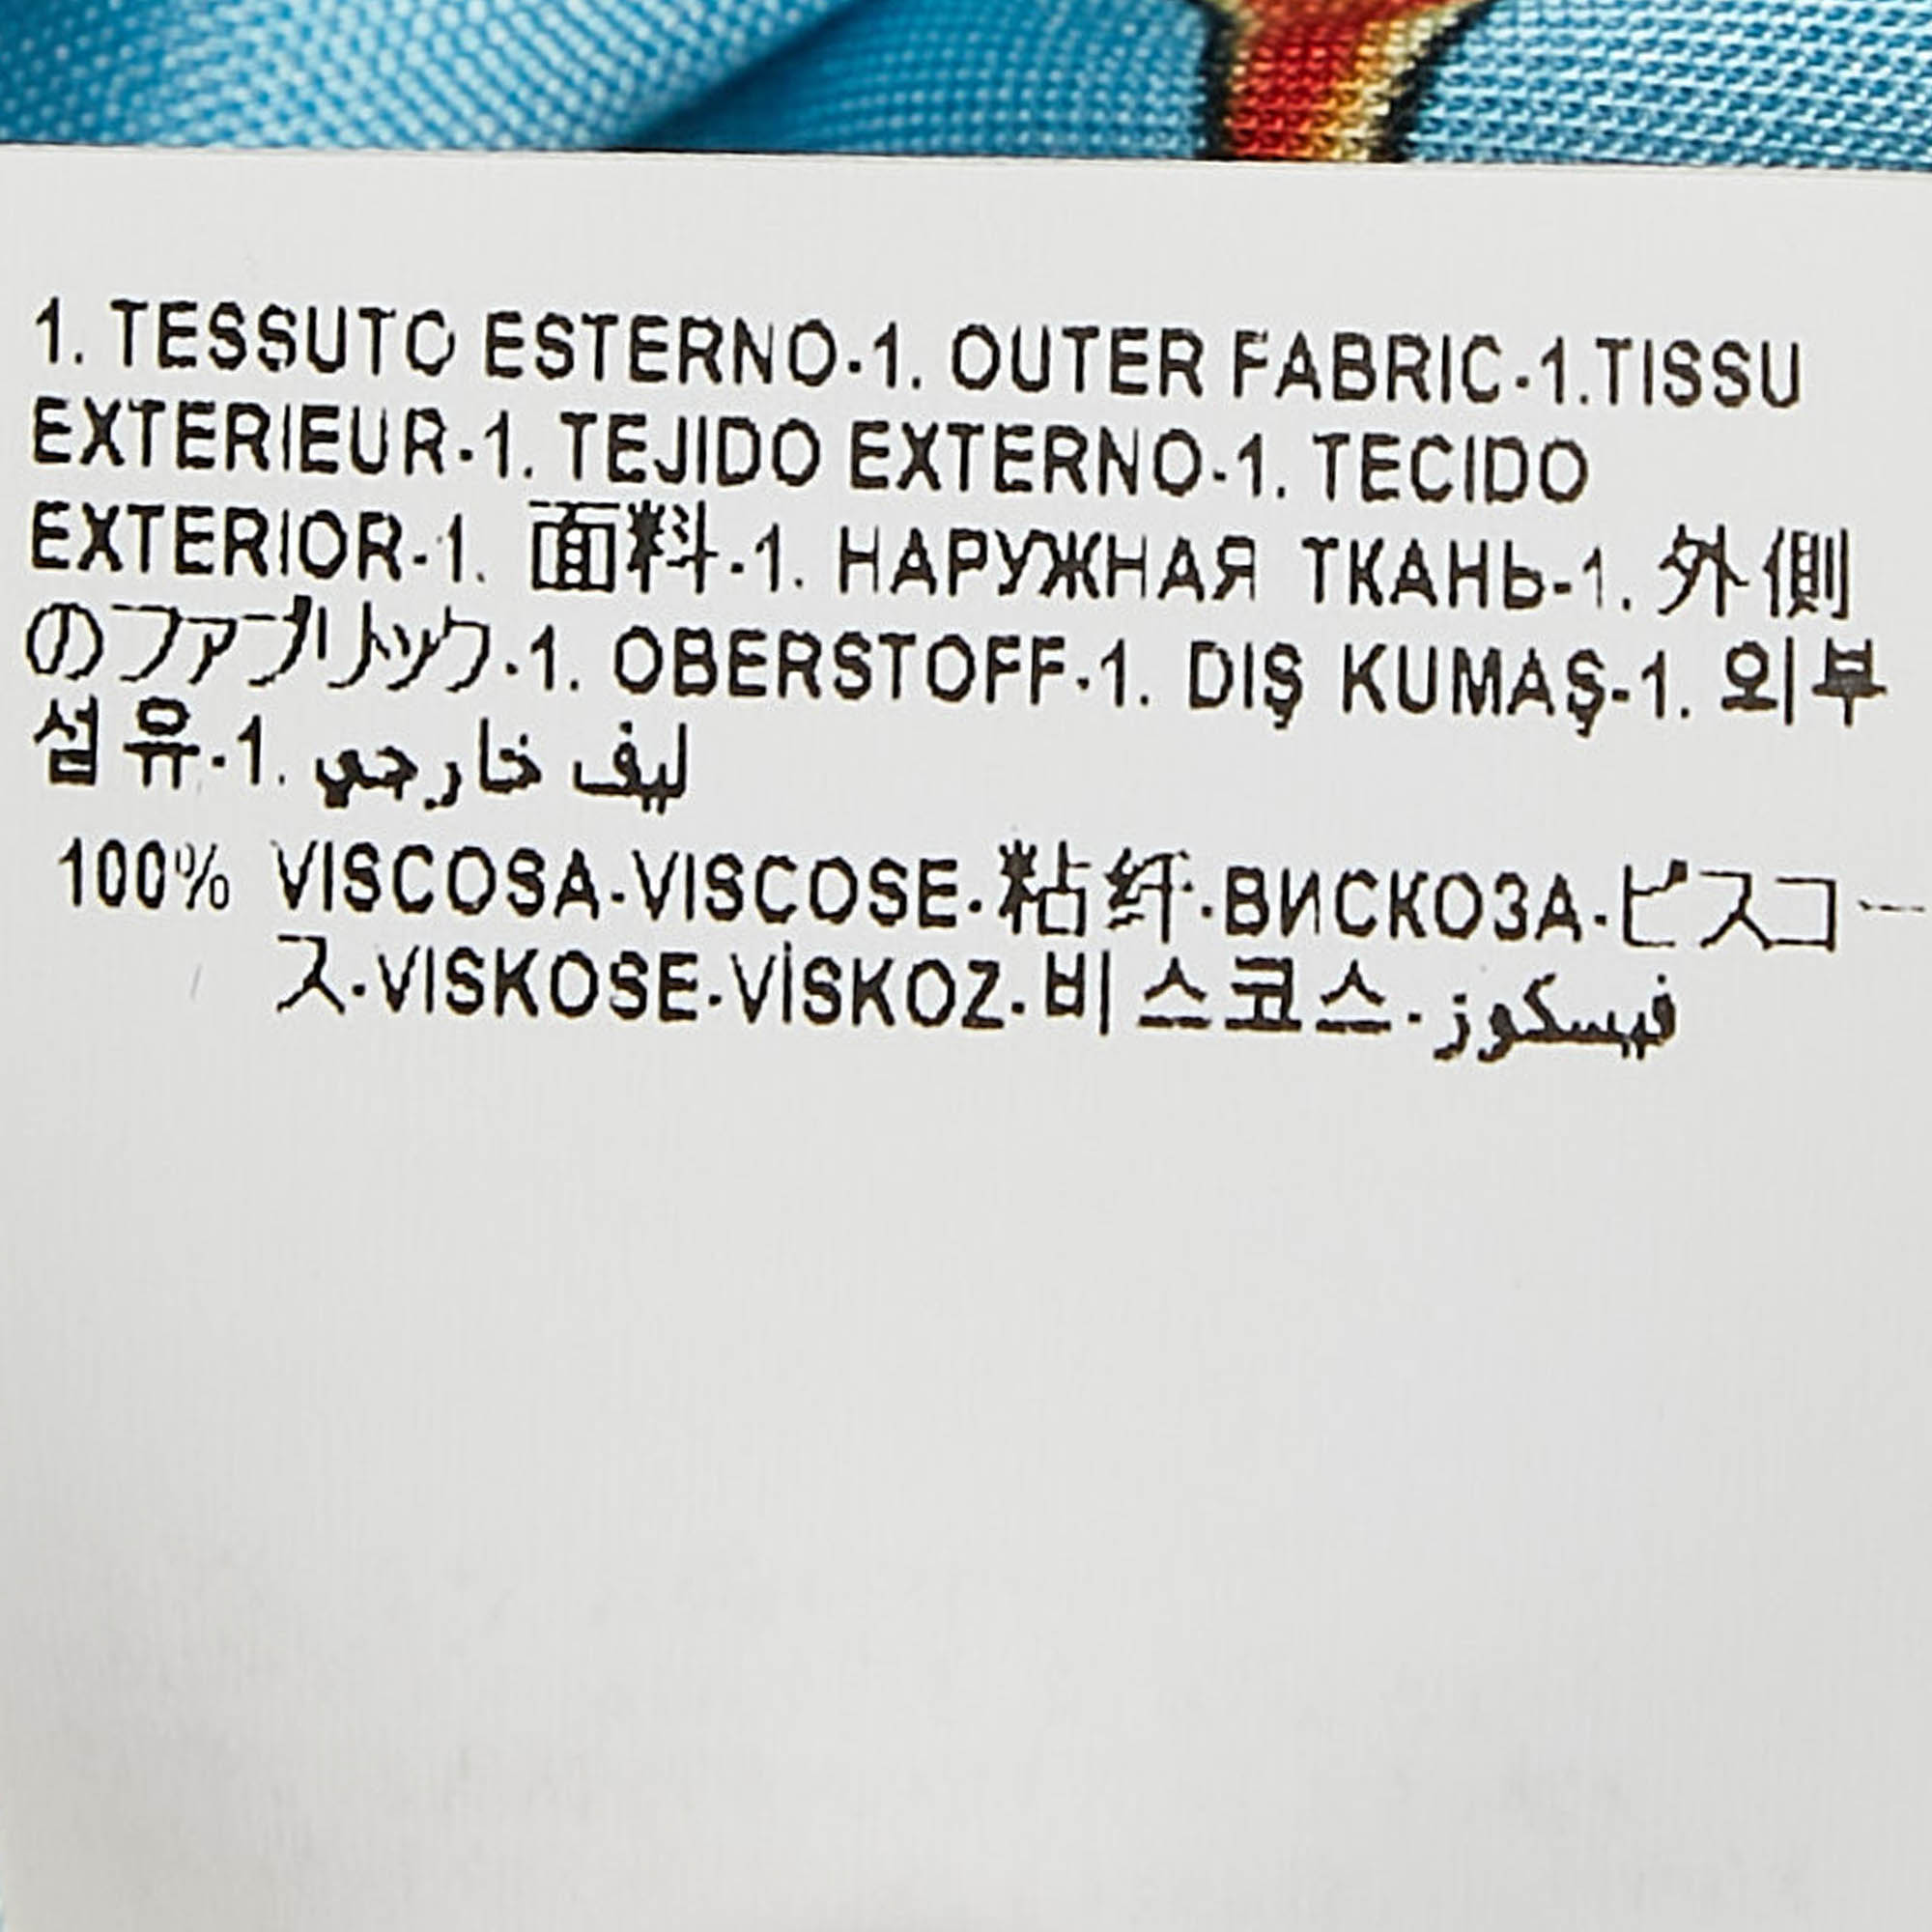 1. TESSUTO ESTERNO-1. OUTER FABRIC-1.TISSU
EXTERIEUR-1. TEJIDO EXTERNO-1. TECIDO
EXTERIOR-1. 面料-1. НАРУЖНАЯ ТКАНЬ-1. 外側
のファブリック-1. OBERSTOFF-1. DIŞ KUMAŞ-1. 외부
섬유-1. ليف خارجي
100% VISCOSA-VISCOSE-粘纤-ВИСКОЗА-ビスコー
ス-VISKOSE-VİSKOZ-비스코스-فيسكوز